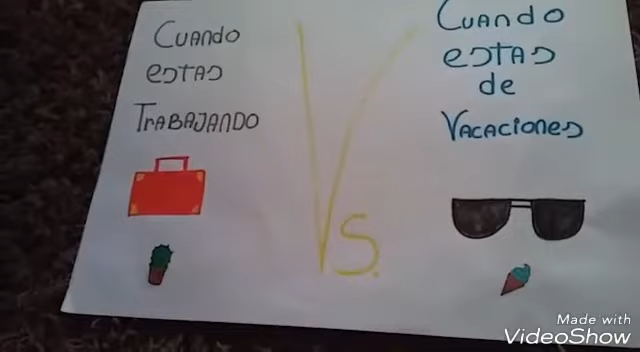 Cuando
estas
Trabajando
Vs.
Cuando
estas
de
Vacaciones
Made with
VideoShow